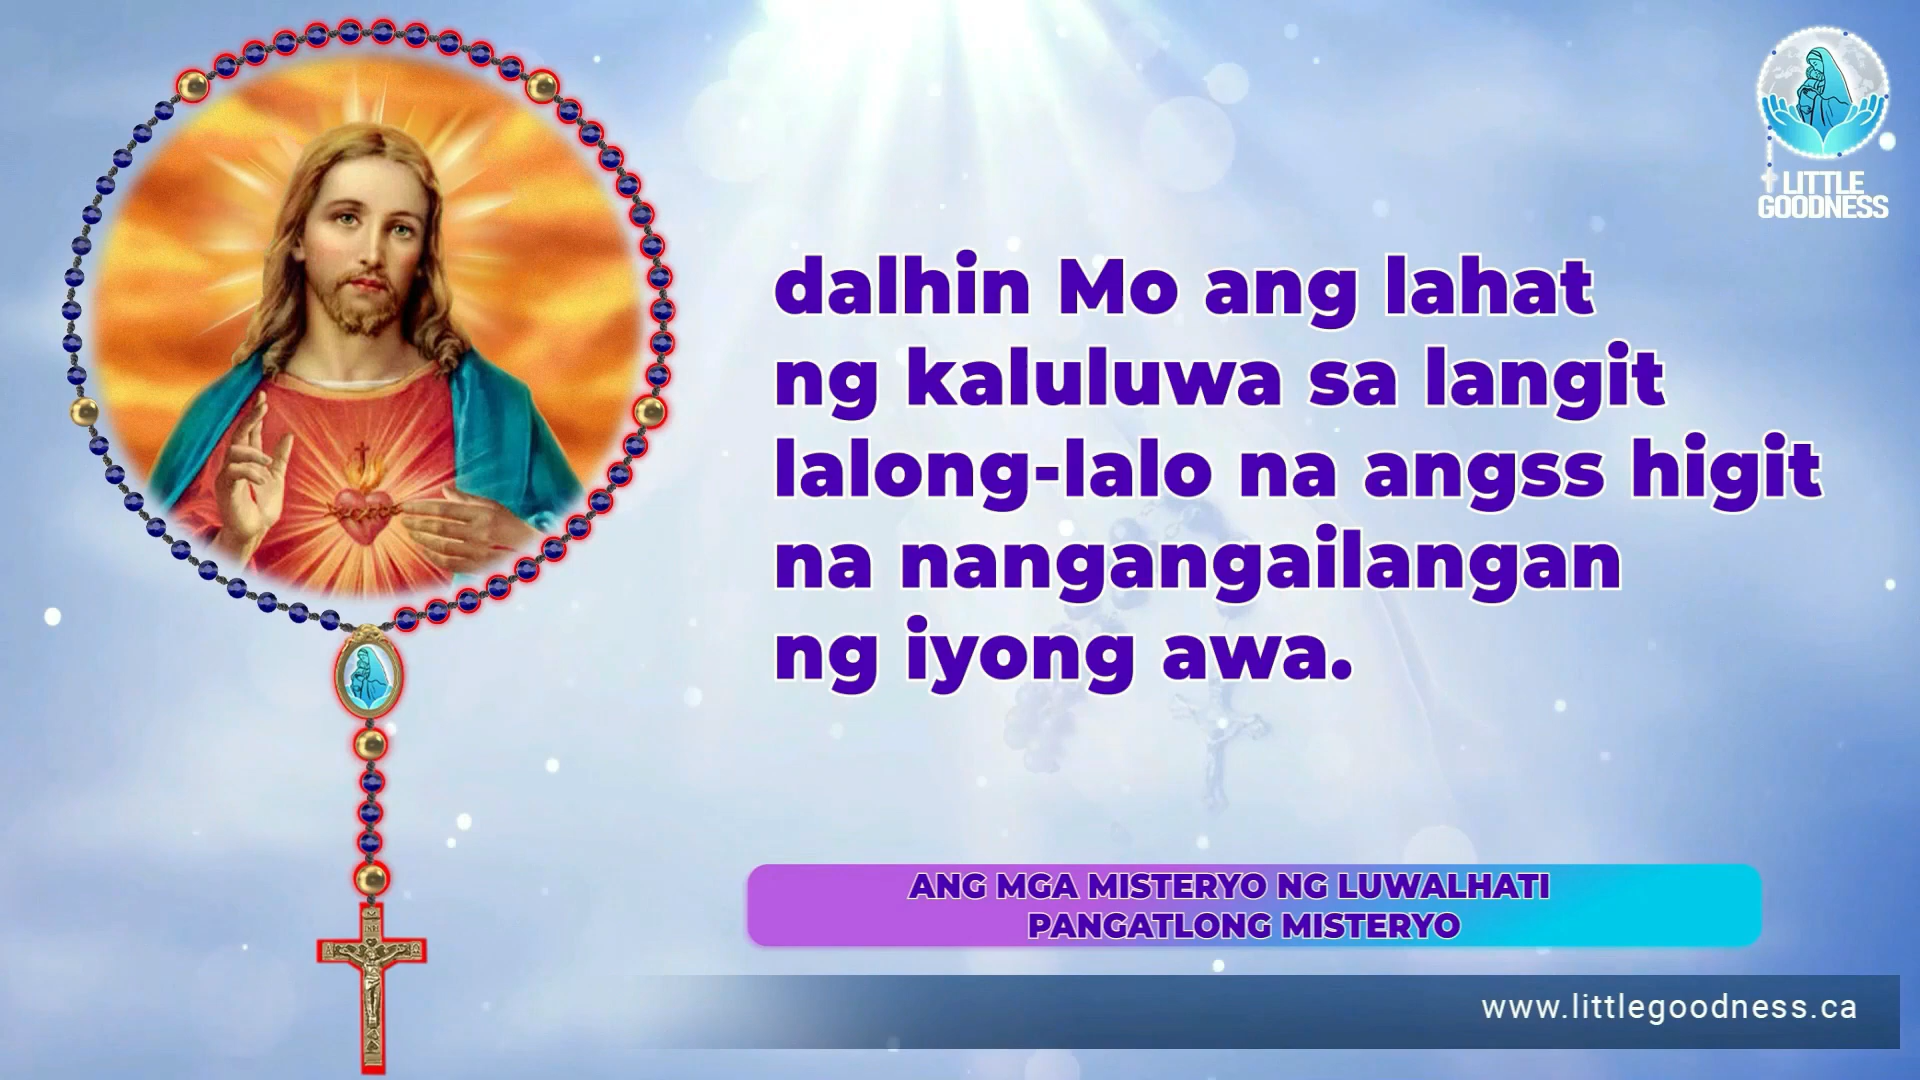 LITTLE
GOODNESS
dalhin Mo ang lahat
ng kaluluwa sa langit
lalong-lalo na angss higit
na nangangailangan
ng iyong awa.
ANG MGA MISTERYO NG LUWALHATI
PANGATLONG MISTERYO
www.littlegoodness.ca
INRI